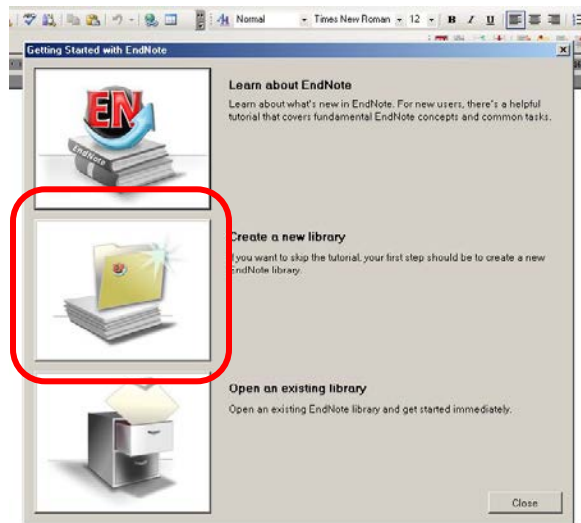 Normal Times New Roman 12 B I U
Getting Started with EndNote
Learn about EndNote
Learn about what's new in EndNote. For new users, there's a helpful
tutorial that covers fundamental EndNote concepts and common tasks.
EN
EndNote
Create a new library
If you want to skip the tutorial, your first step should be to create a new
EndNote library.
EN
Open an existing library
Open an existing EndNote library and get started immediately.
Close